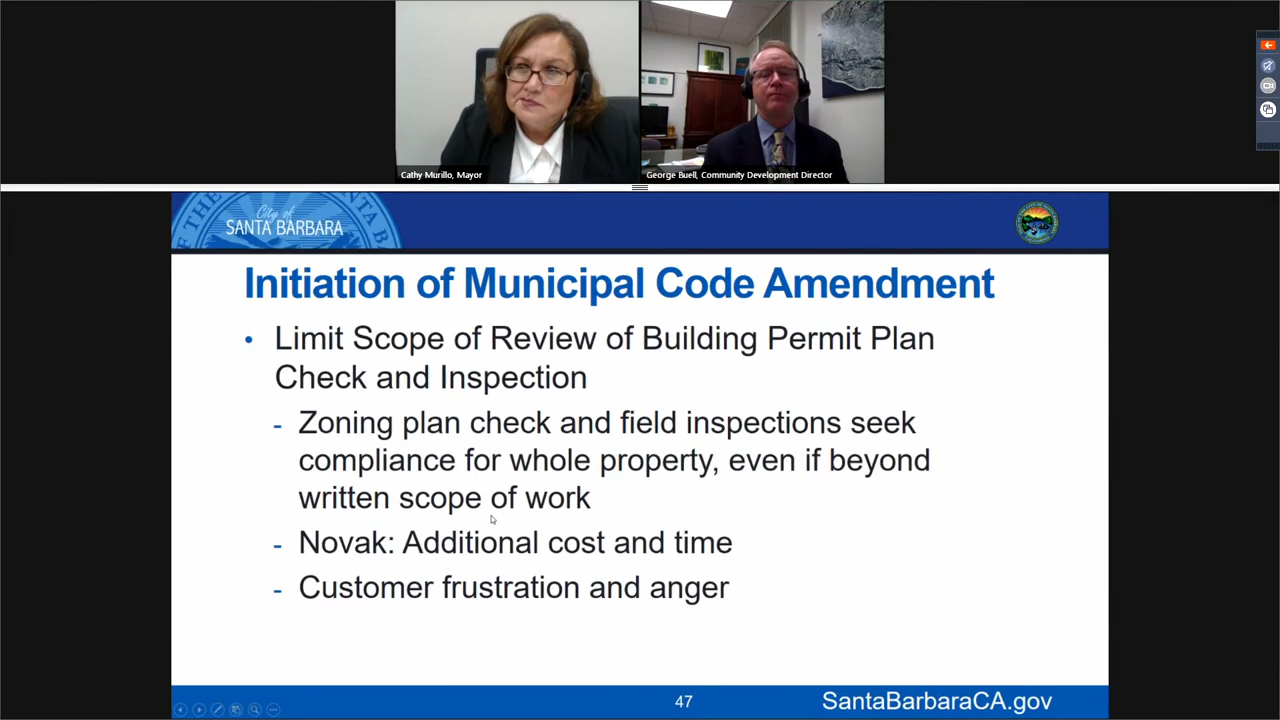 Cathy Murillo, Mayor
George Buell, Community Development Director
City of
SANTA BARBARA
Initiation of Municipal Code Amendment
• Limit Scope of Review of Building Permit Plan
Check and Inspection
- Zoning plan check and field inspections seek
compliance for whole property, even if beyond
written scope of work
- Novak: Additional cost and time
- Customer frustration and anger
47
SantaBarbaraCA.gov